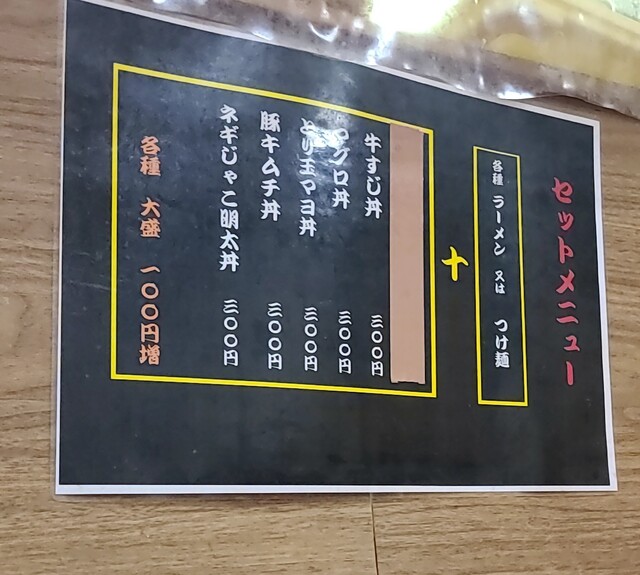 セットメニュー
各種 ラーメン 又は つけ麺
+
牛すじ丼 三〇〇円
マグロ丼 三〇〇円
とり玉マヨ丼 三〇〇円
豚キムチ丼 三〇〇円
ネギじゃこ明太丼 三〇〇円
各種 大盛 一〇〇円増